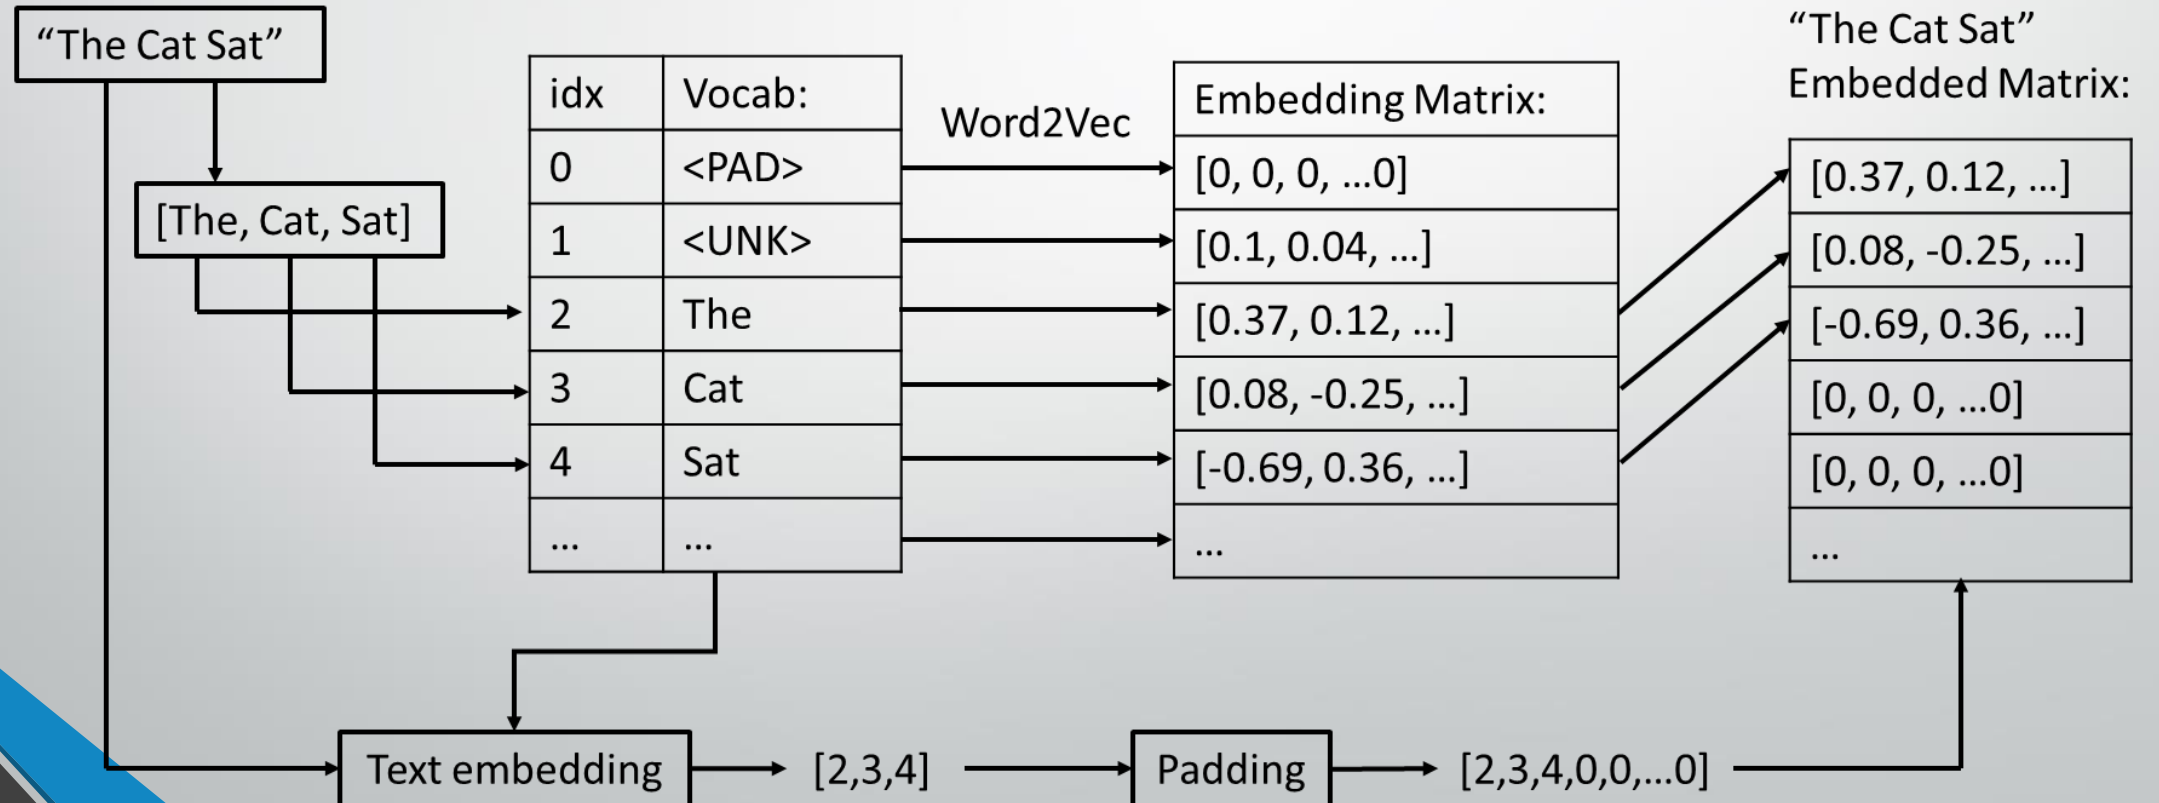 “The Cat Sat”
[The, Cat, Sat]
idx Vocab:
0 <PAD>
1 <UNK>
2 The
3 Cat
4 Sat
... ...
Word2Vec
Embedding Matrix:
[0, 0, 0, ...0]
[0.1, 0.04, ...]
[0.37, 0.12, ...]
[0.08, -0.25, ...]
[-0.69, 0.36, ...]
...
“The Cat Sat”
Embedded Matrix:
[0.37, 0.12, ...]
[0.08, -0.25, ...]
[-0.69, 0.36, ...]
[0, 0, 0, ...0]
[0, 0, 0, ...0]
...
Text embedding
[2,3,4]
Padding
[2,3,4,0,0,...0]